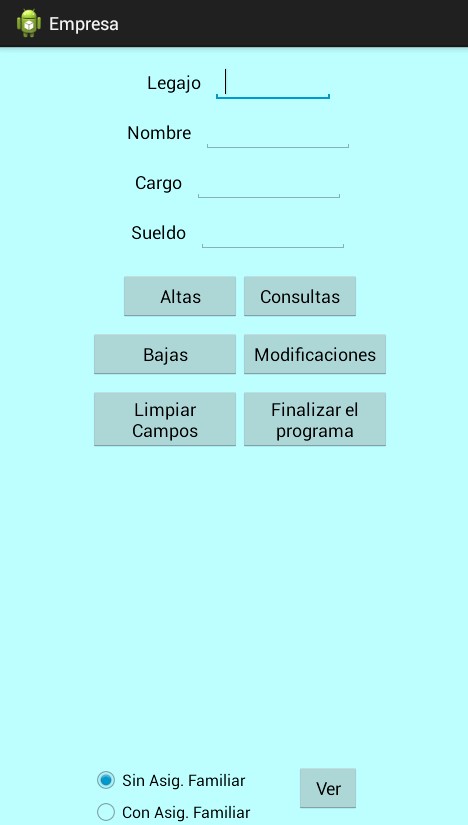 Empresa
Legajo
Nombre
Cargo
Sueldo
Altas
Consultas
Bajas
Modificaciones
Limpiar
Campos
Finalizar el
programa
Sin Asig. Familiar
Ver
Con Asig. Familiar